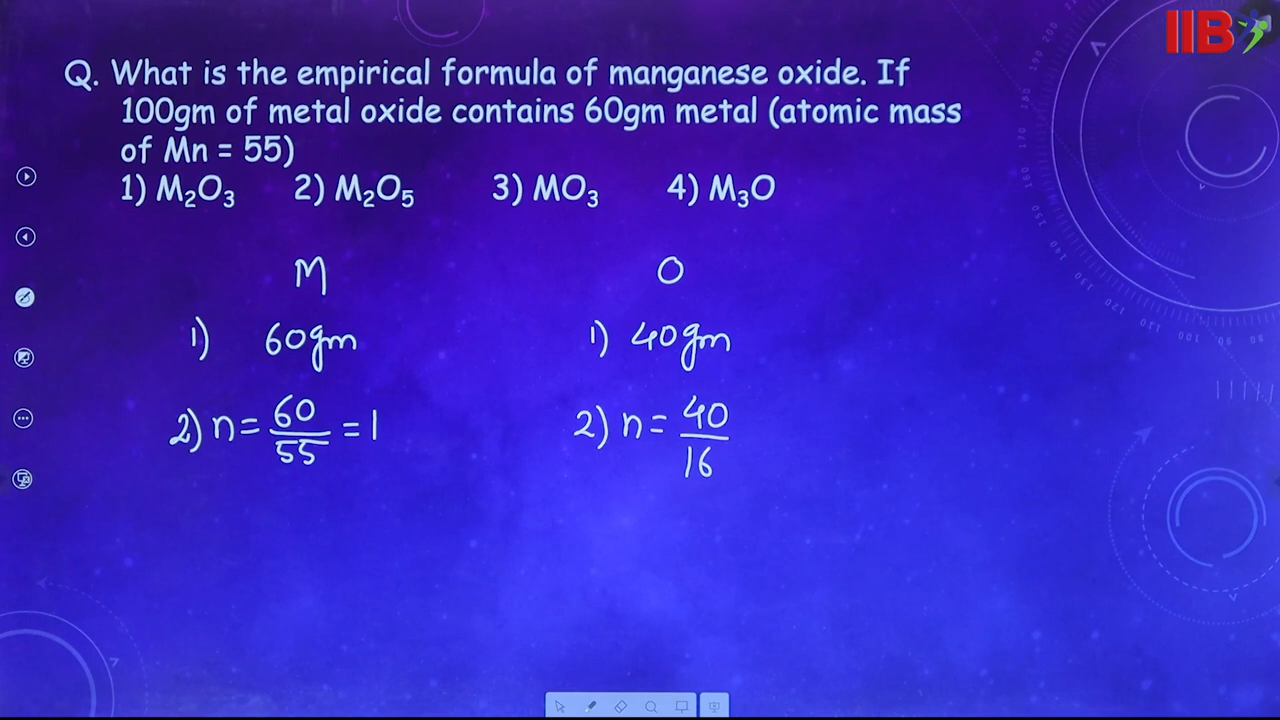 IIB
Q. What is the empirical formula of manganese oxide. If
100gm of metal oxide contains 60gm metal (atomic mass
of Mn = 55)
1) M₂O₃ 2) M₂O₅ 3) MO₃ 4) M₃O
M O
1) 60gm 1) 40gm
2) n = 60/55 = 1 2) n = 40/16